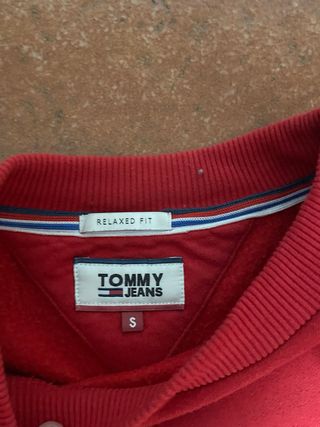 RELAXED FIT
TOMMY
JEANS
S